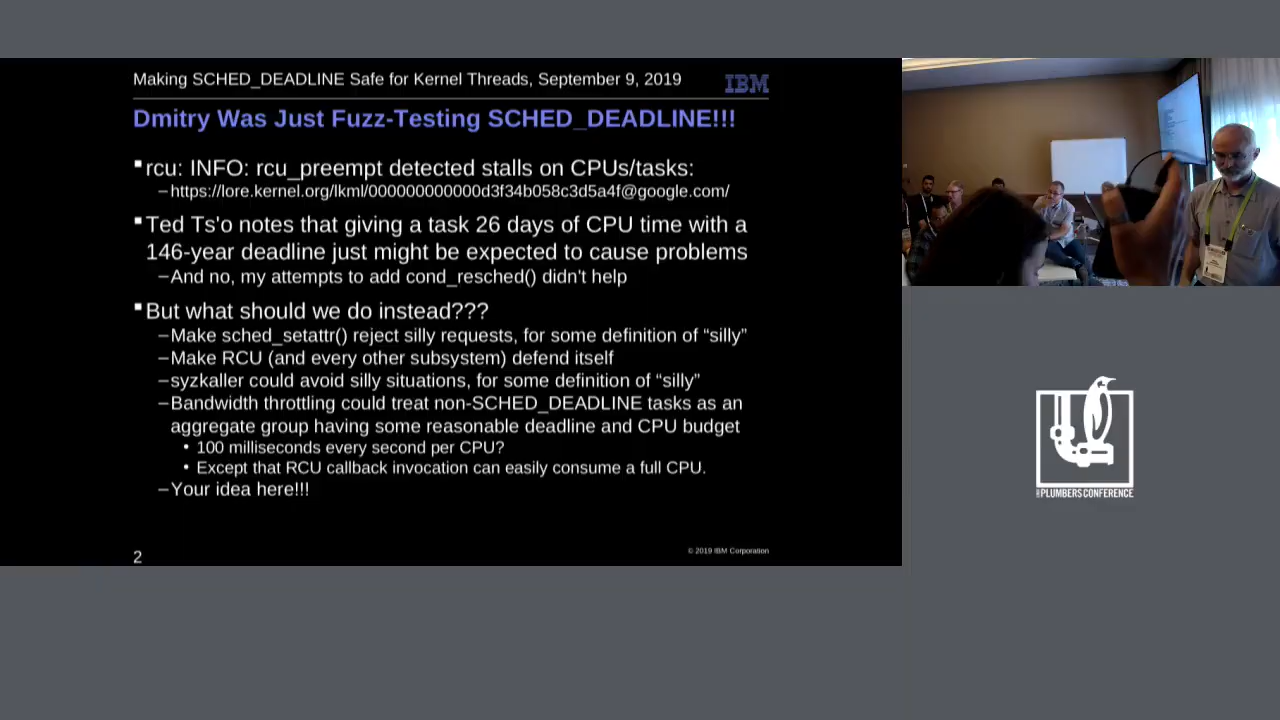 Making SCHED_DEADLINE Safe for Kernel Threads, September 9, 2019
IBM
Dmitry Was Just Fuzz-Testing SCHED_DEADLINE!!!
▪rcu: INFO: rcu_preempt detected stalls on CPUs/tasks:
–https://lore.kernel.org/lkml/000000000000d3f34b058c3d5a4f@google.com/
▪Ted Ts'o notes that giving a task 26 days of CPU time with a
146-year deadline just might be expected to cause problems
–And no, my attempts to add cond_resched() didn't help
▪But what should we do instead???
–Make sched_setattr() reject silly requests, for some definition of “silly”
–Make RCU (and every other subsystem) defend itself
–syzkaller could avoid silly situations, for some definition of “silly”
–Bandwidth throttling could treat non-SCHED_DEADLINE tasks as an
aggregate group having some reasonable deadline and CPU budget
• 100 milliseconds every second per CPU?
• Except that RCU callback invocation can easily consume a full CPU.
–Your idea here!!!
2
© 2019 IBM Corporation
PLUMBERS CONFERENCE